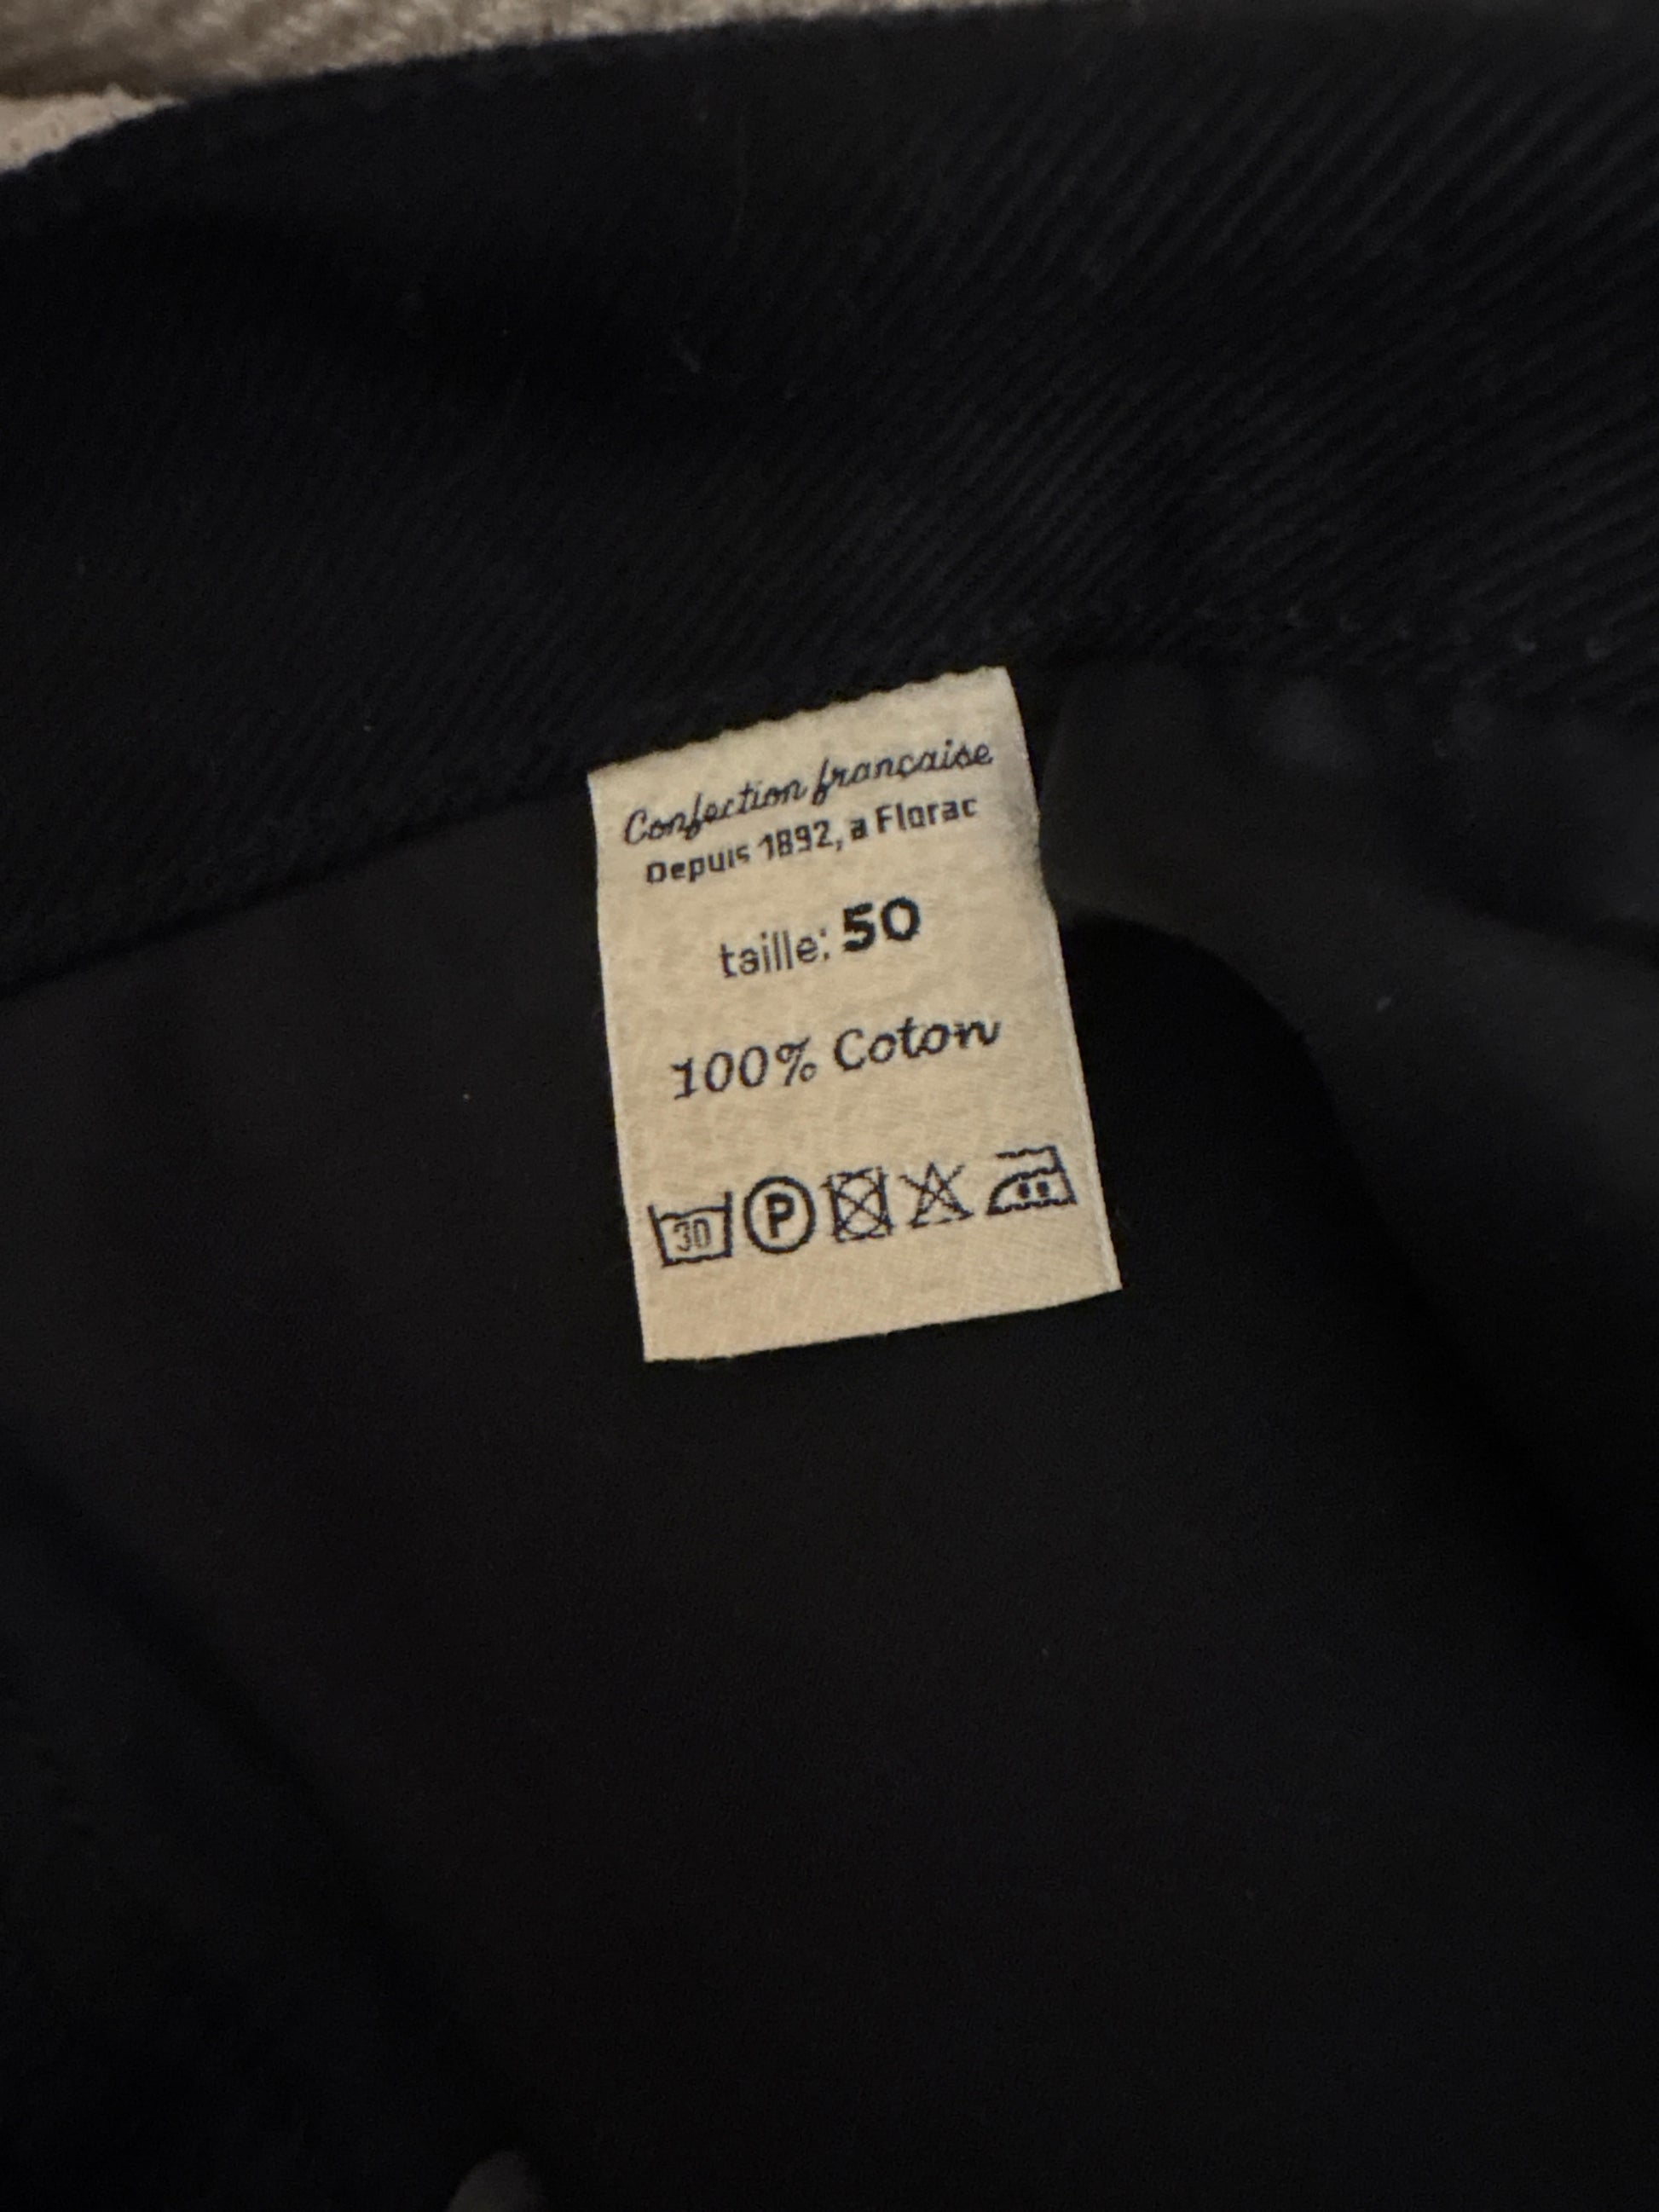 Confection française
Depuis 1892, a Florac
taille: 50
100% Coton
30 P